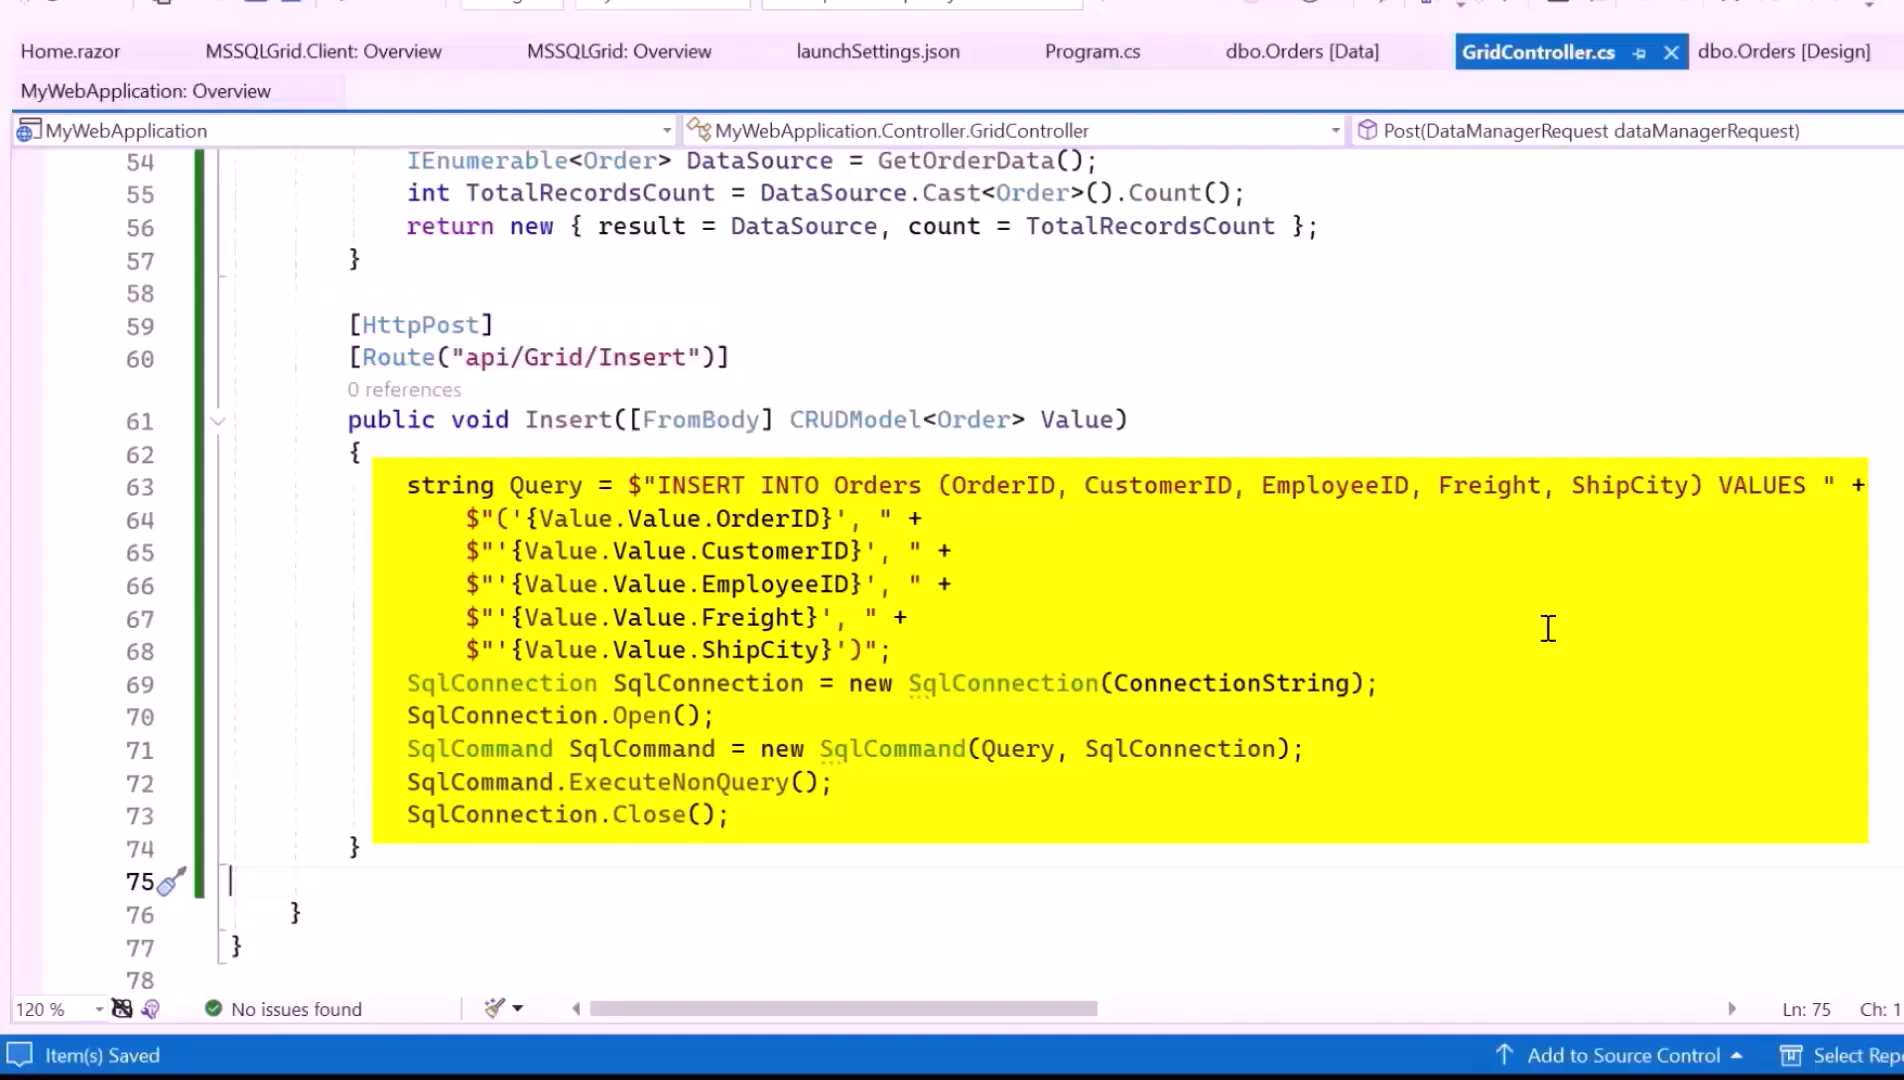 Home.razor MSSQLGrid.Client: Overview MSSQLGrid: Overview launchSettings.json Program.cs dbo.Orders [Data] GridController.cs dbo.Orders [Design]
MyWebApplication: Overview
MyWebApplication MyWebApplication.Controller.GridController Post(DataManagerRequest dataManagerRequest)
54 IEnumerable<Order> DataSource = GetOrderData();
55 int TotalRecordsCount = DataSource.Cast<Order>().Count();
56 return new { result = DataSource, count = TotalRecordsCount };
57 }
58
59 [HttpPost]
60 [Route("api/Grid/Insert")]
0 references
61 public void Insert([FromBody] CRUDModel<Order> Value)
62 {
63 string Query = $"INSERT INTO Orders (OrderID, CustomerID, EmployeeID, Freight, ShipCity) VALUES " +
64 $"('{Value.Value.OrderID}', " +
65 $"'{Value.Value.CustomerID}', " +
66 $"'{Value.Value.EmployeeID}', " +
67 $"'{Value.Value.Freight}', " +
68 $"'{Value.Value.ShipCity}')";
69 SqlConnection SqlConnection = new SqlConnection(ConnectionString);
70 SqlConnection.Open();
71 SqlCommand SqlCommand = new SqlCommand(Query, SqlConnection);
72 SqlCommand.ExecuteNonQuery();
73 SqlConnection.Close();
74 }
75
76 }
77 }
78
120 % No issues found Ln: 75 Ch: 1
Item(s) Saved Add to Source Control Select Rep